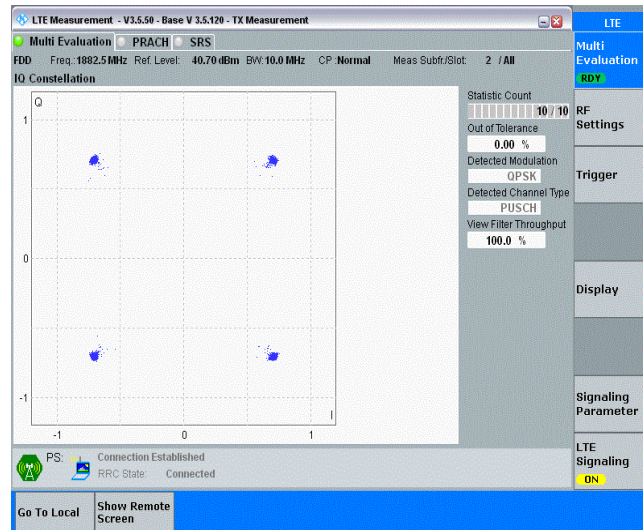 LTE Measurement - V3.5.50 - Base V 3.5.120 - TX Measurement
LTE
Multi Evaluation PRACH SRS
Multi
Evaluation
RDY
FDD Freq.: 1882.5 MHz Ref. Level: 40.70 dBm BW: 10.0 MHz CP : Normal Meas Subfr./Slot: 2 / All
IQ Constellation
Statistic Count
10 / 10
Out of Tolerance
0.00 %
Detected Modulation
QPSK
Detected Channel Type
PUSCH
View Filter Throughput
100.0 %
Q
1
0
-1
I
-1 0 1
RF
Settings
Trigger
Display
Signaling
Parameter
LTE
Signaling
ON
PS: Connection Established
RRC State: Connected
Go To Local
Show Remote
Screen